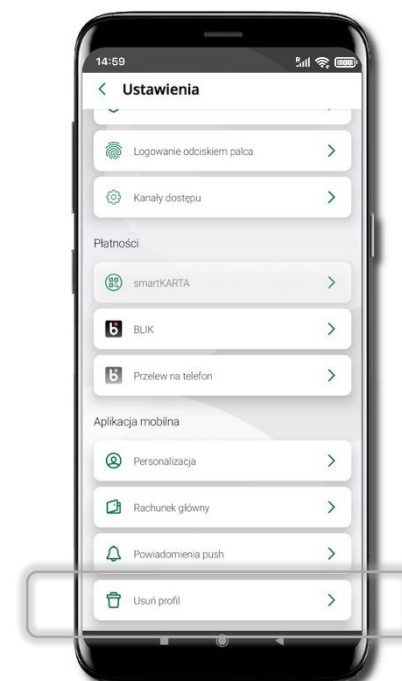 14:59
Ustawienia
Logowanie odciskiem palca
Kanały dostępu
Płatności
smartKARTA
BLIK
Przelew na telefon
Aplikacja mobilna
Personalizacja
Rachunek główny
Powiadomienia push
Usuń profil